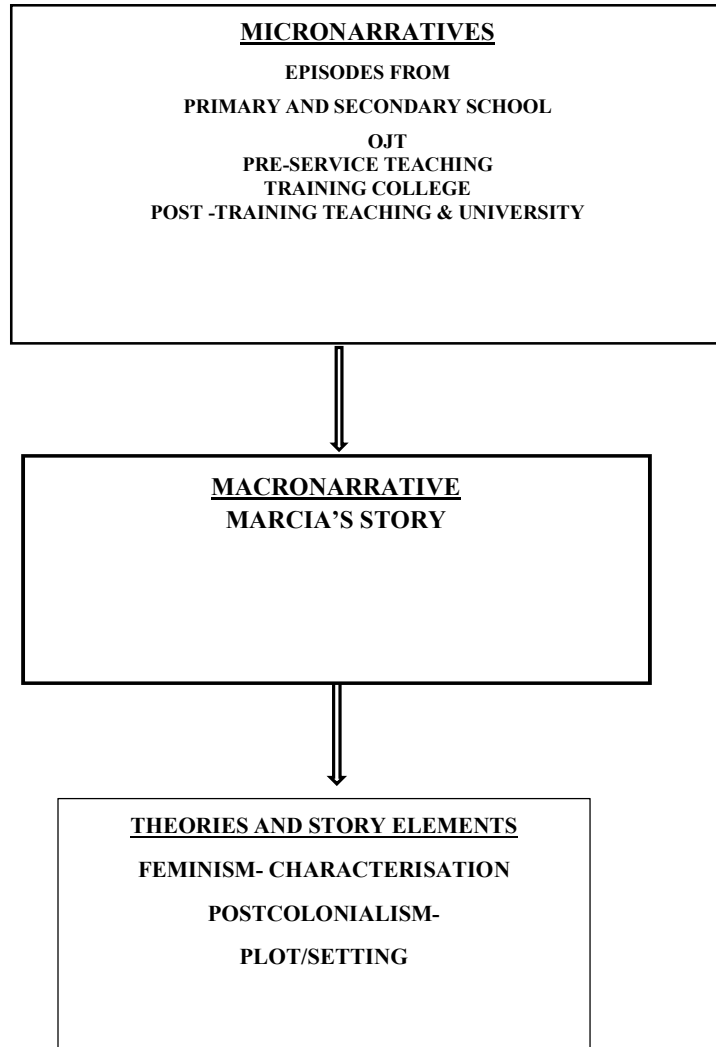 MICRONARRATIVES
EPISODES FROM
PRIMARY AND SECONDARY SCHOOL
OJT
PRE-SERVICE TEACHING
TRAINING COLLEGE
POST -TRAINING TEACHING & UNIVERSITY
MACRONARRATIVE
MARCIA’S STORY
THEORIES AND STORY ELEMENTS
FEMINISM- CHARACTERISATION
POSTCOLONIALISM-
PLOT/SETTING